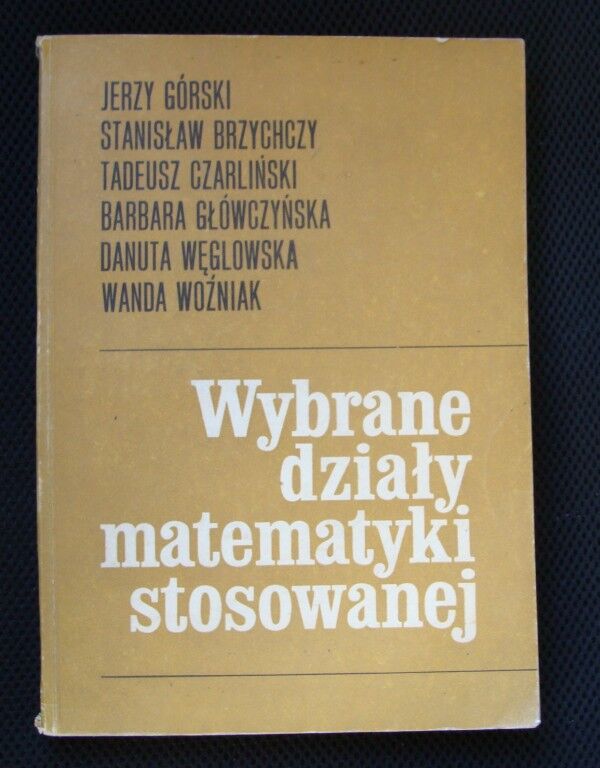 JERZY GÓRSKI
STANISŁAW BRZYCHCZY
TADEUSZ CZARLIŃSKI
BARBARA GŁÓWCZYŃSKA
DANUTA WĘGLOWSKA
WANDA WOŹNIAK
Wybrane
działy
matematyki
stosowanej